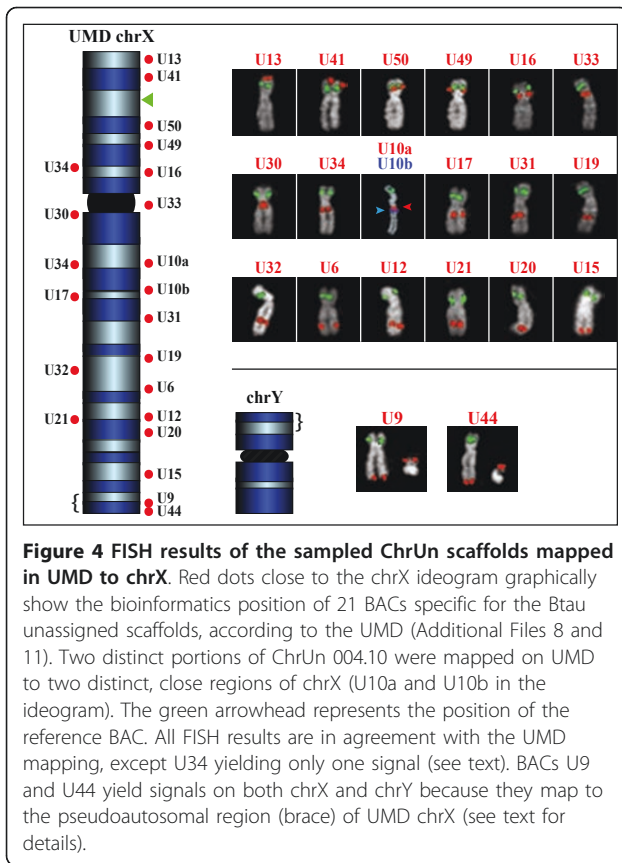 UMD chrX
U13
U41
U50
U49
U34
U16
U33
U30
U34
U10a
U10b
U17
U31
U19
U32
U6
U12
U21
U20
U15
{
U9
U44
U13 U41 U50 U49 U16 U33
U10a
U30 U34 U10b U17 U31 U19
U32 U6 U12 U21 U20 U15
chrY
}
U9 U44
Figure 4 FISH results of the sampled ChrUn scaffolds mapped
in UMD to chrX. Red dots close to the chrX ideogram graphically
show the bioinformatics position of 21 BACs specific for the Btau
unassigned scaffolds, according to the UMD (Additional Files 8 and
11). Two distinct portions of ChrUn 004.10 were mapped on UMD
to two distinct, close regions of chrX (U10a and U10b in the
ideogram). The green arrowhead represents the position of the
reference BAC. All FISH results are in agreement with the UMD
mapping, except U34 yielding only one signal (see text). BACs U9
and U44 yield signals on both chrX and chrY because they map to
the pseudoautosomal region (brace) of UMD chrX (see text for
details).